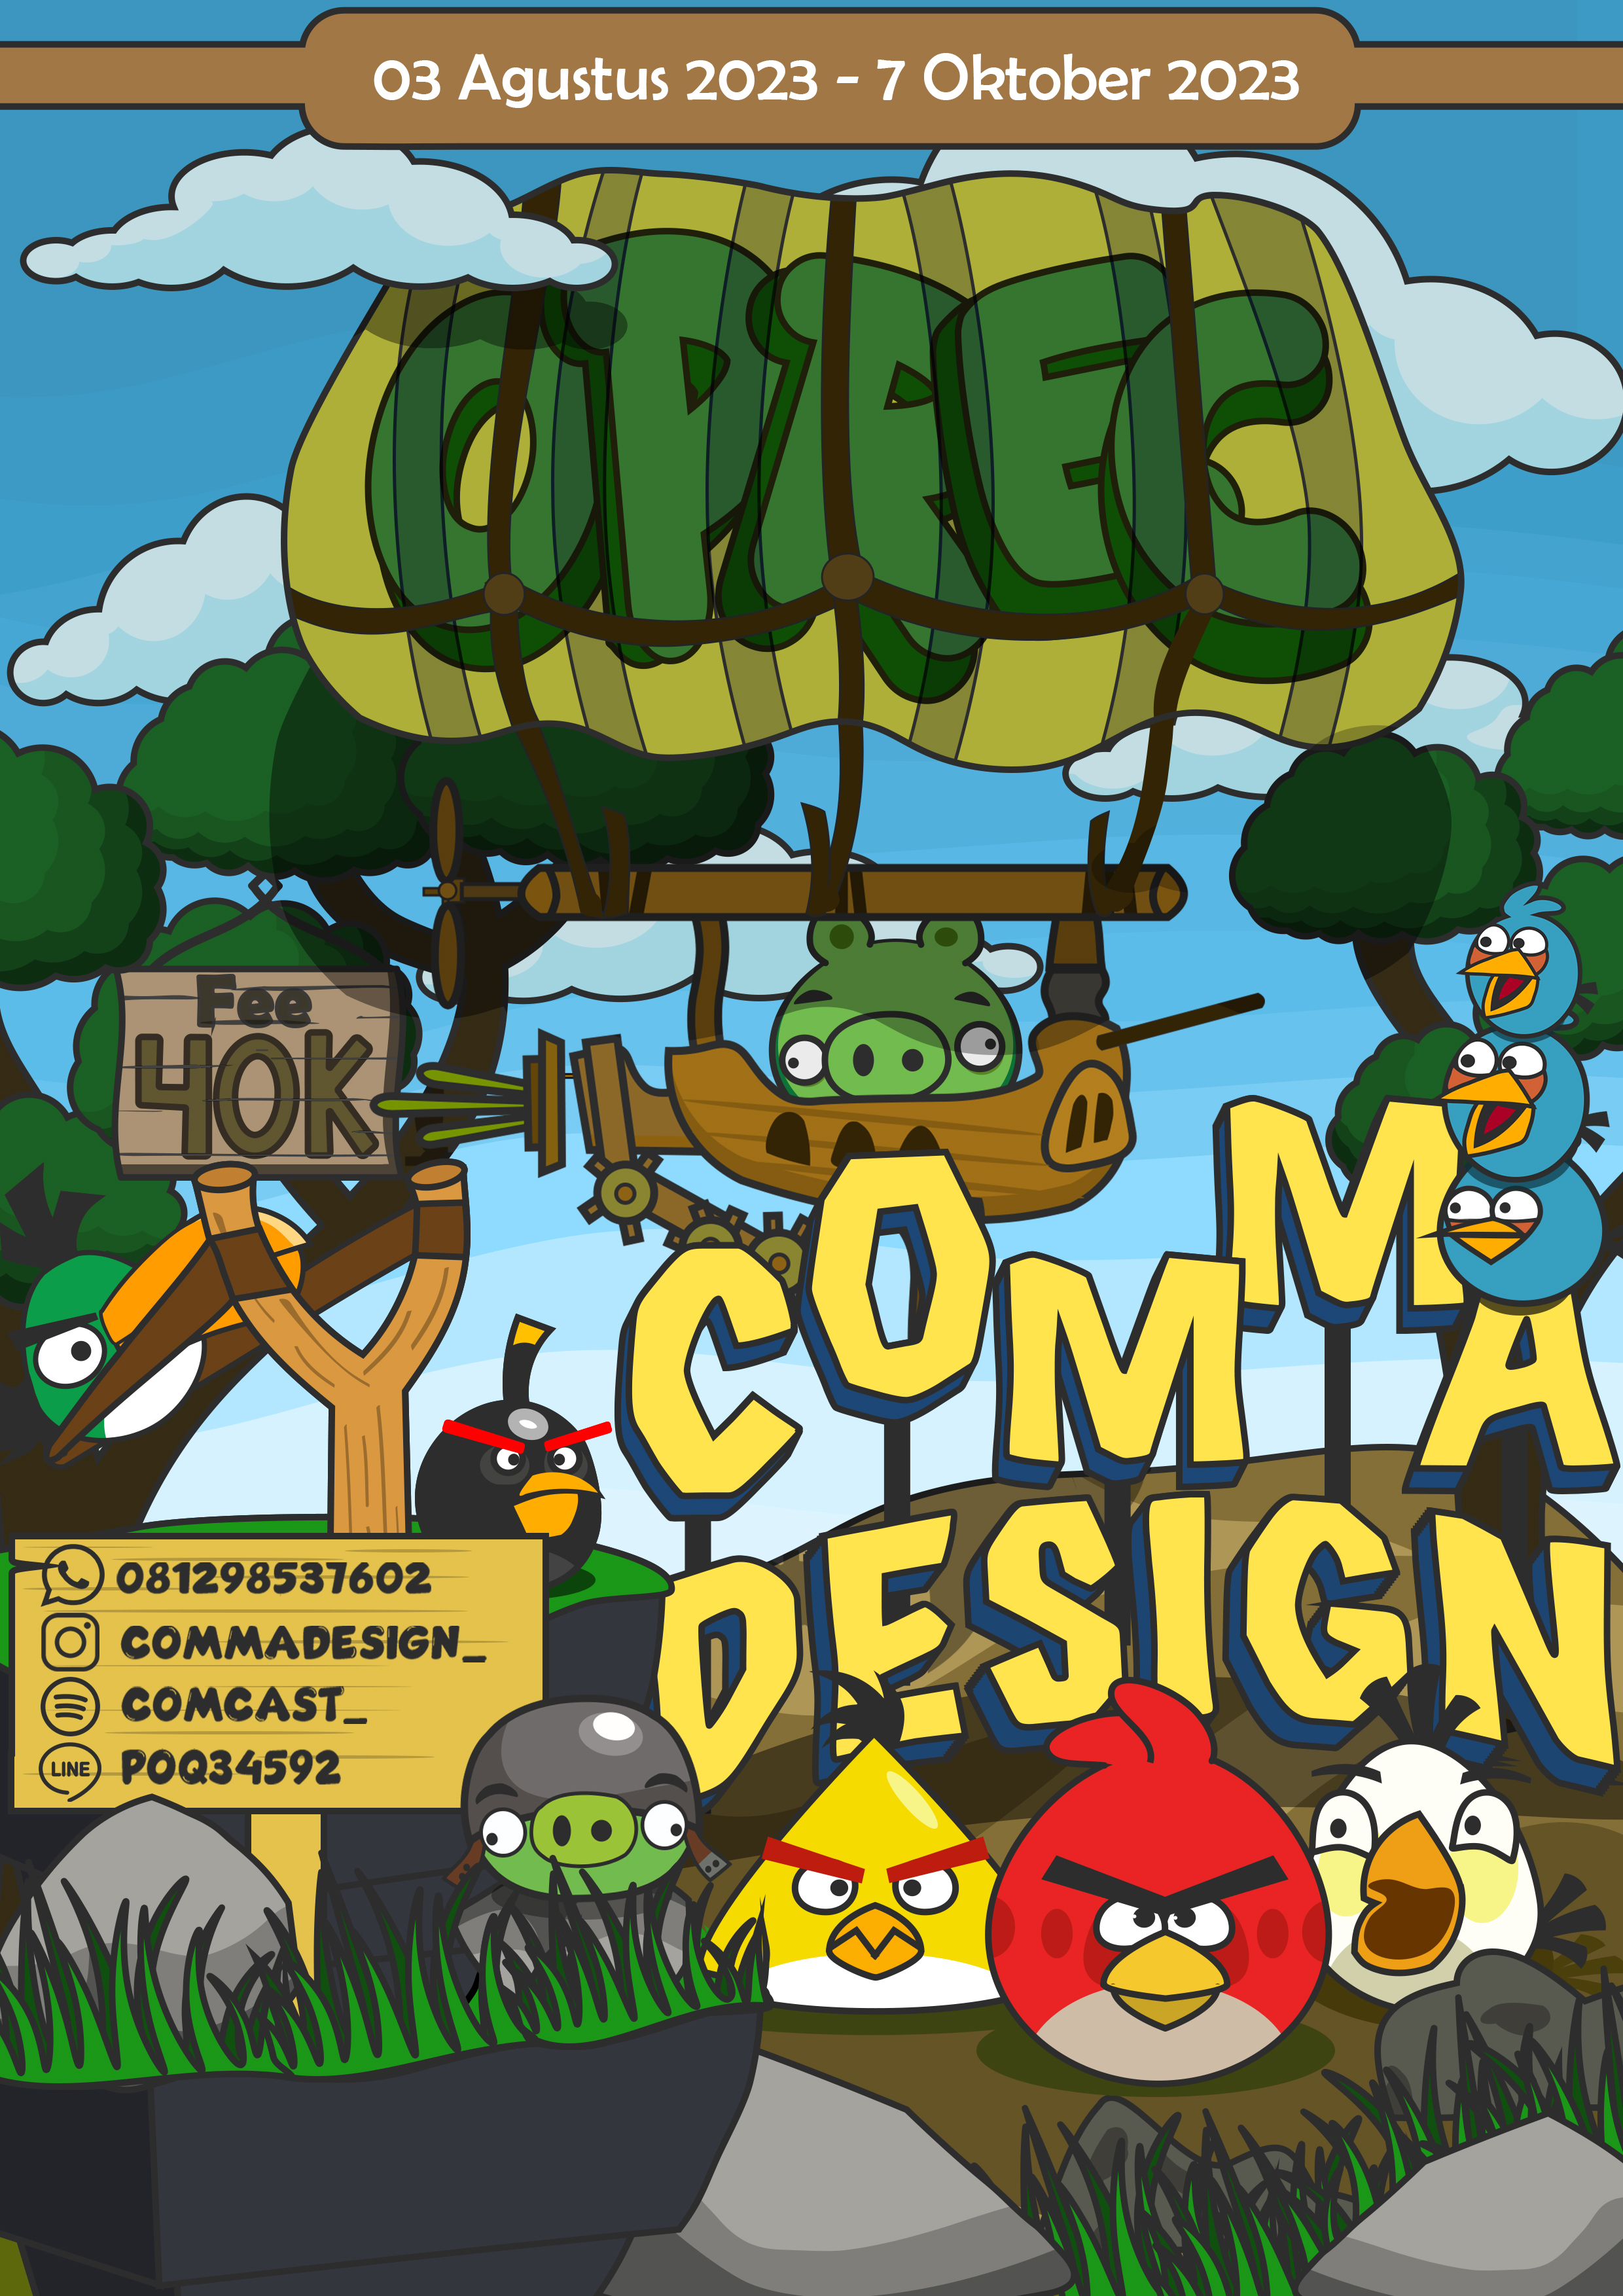 03 Agustus 2023 - 7 Oktober 2023
OPREC
Fee
40K
COMMA
DESIGN
081298537602
COMMADESIGN_
COMCAST_
LINE POQ34592